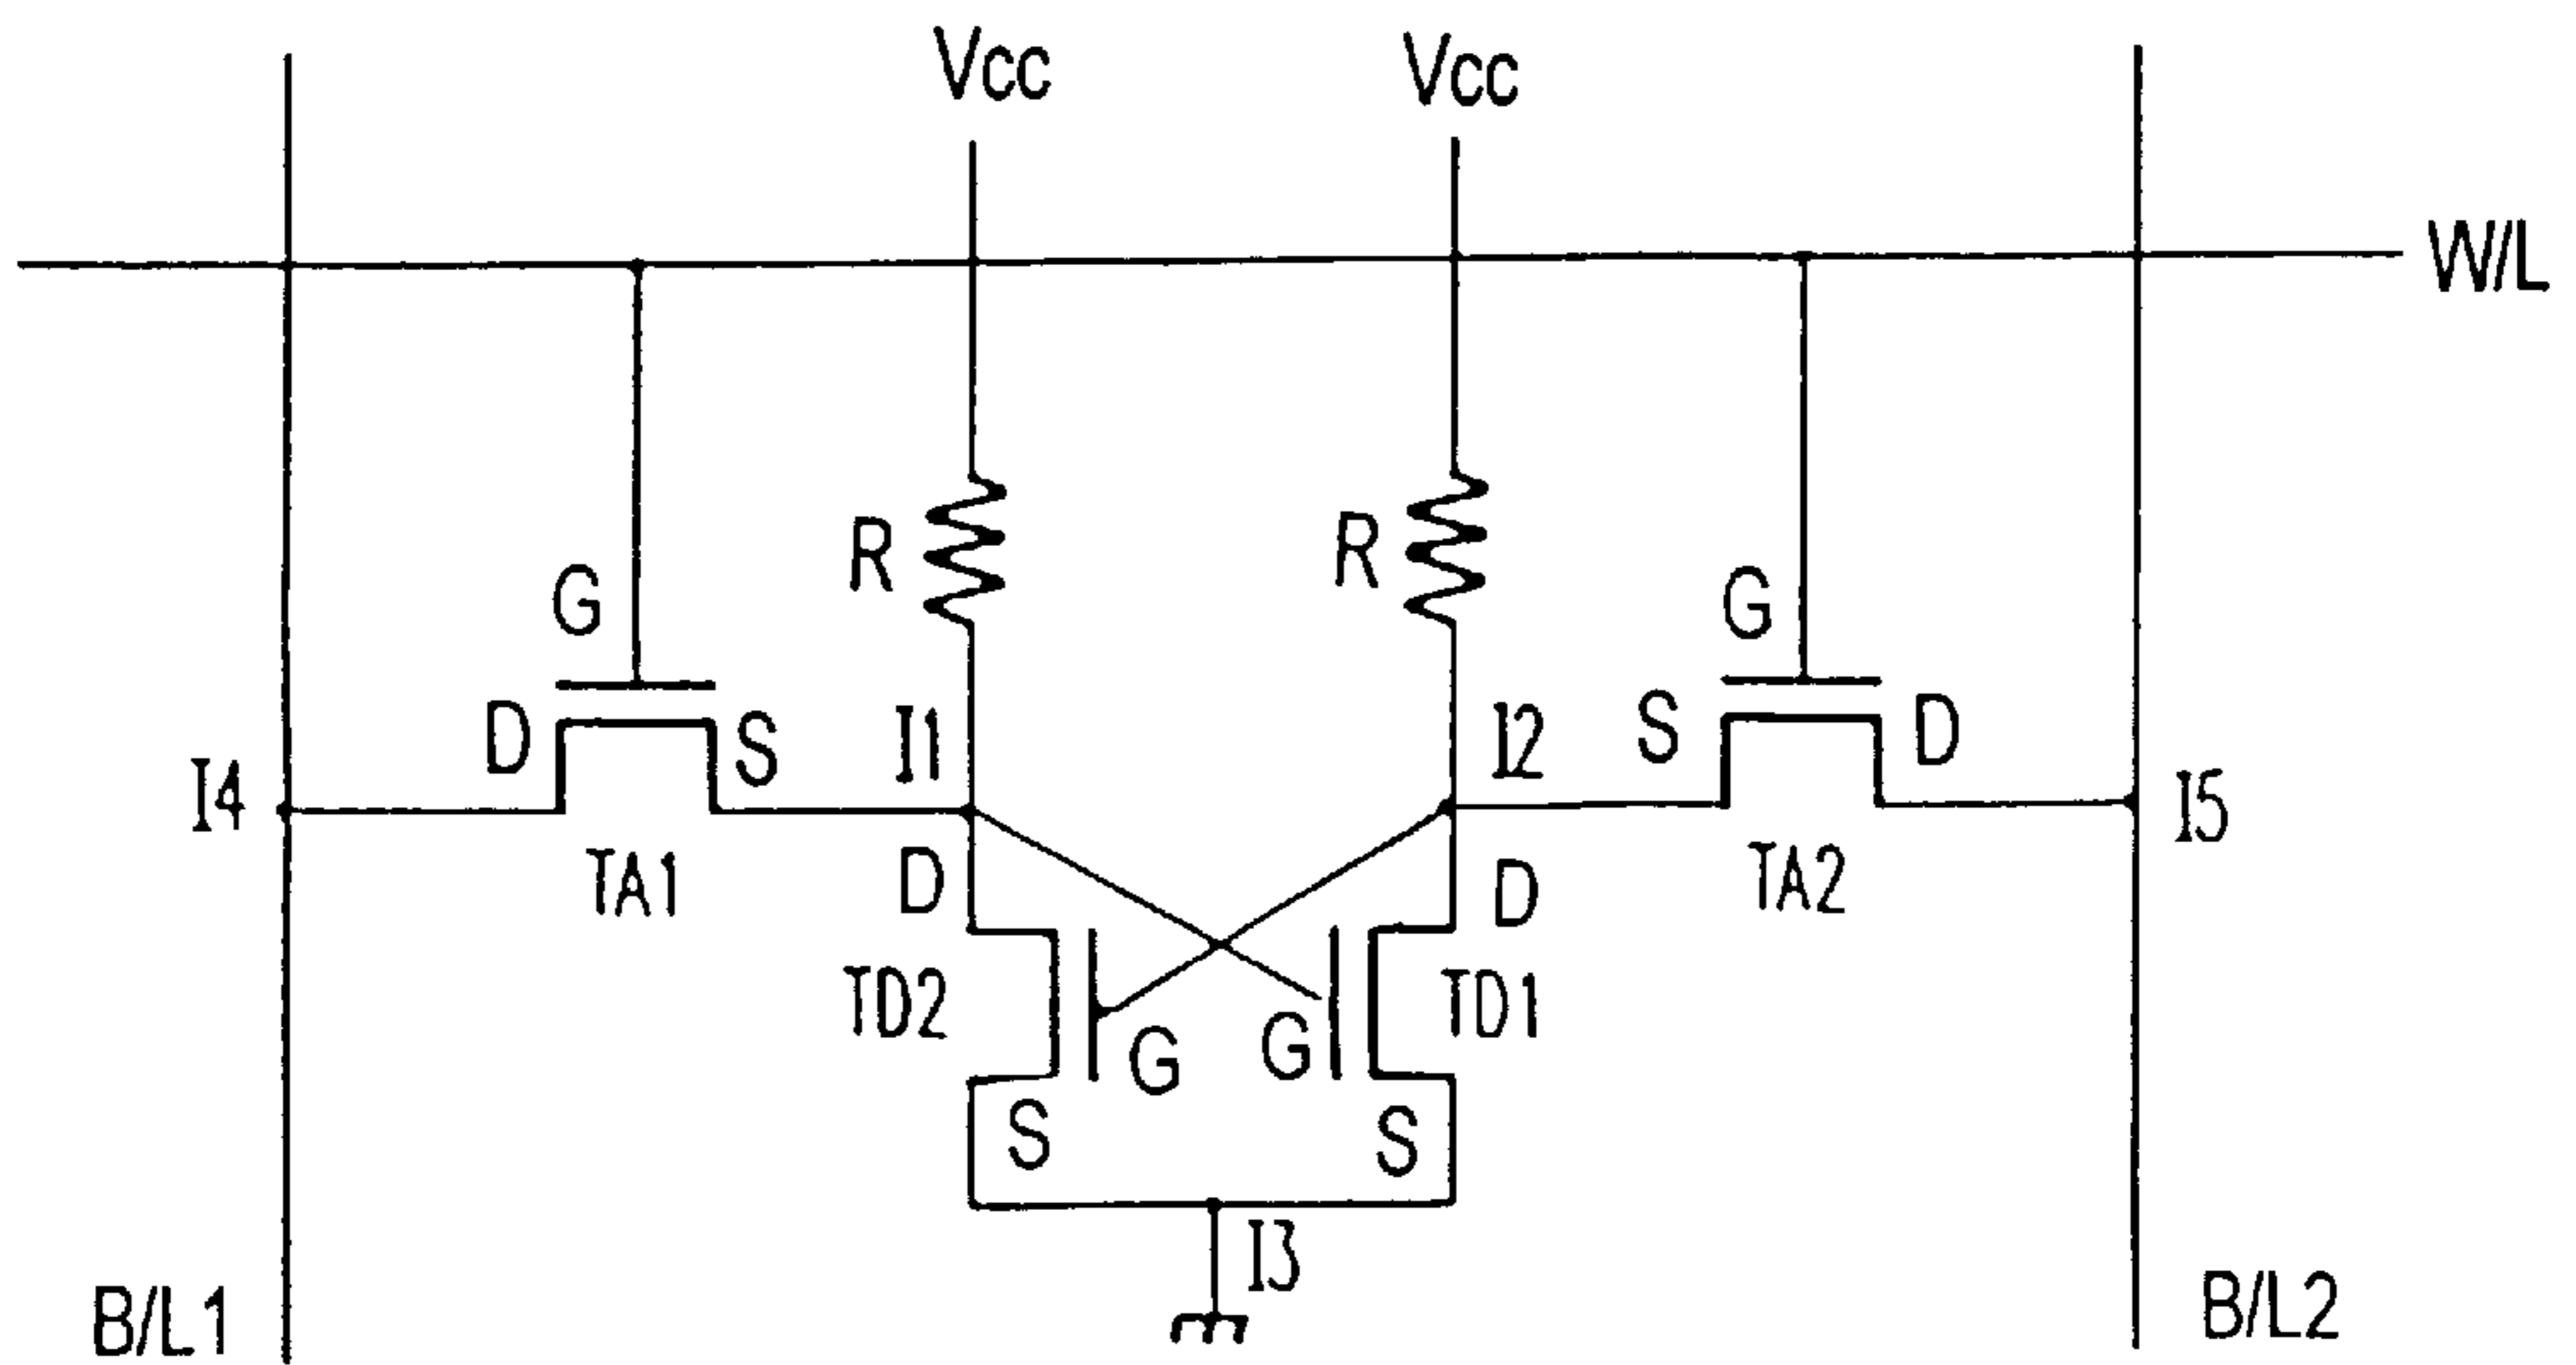 Vcc
Vcc
W/L
R
R
G
G
D
S
I1
I2
S
D
I4
I5
TA1
D
D
TA2
TD2
TD1
G
G
S
S
I3
B/L1
B/L2